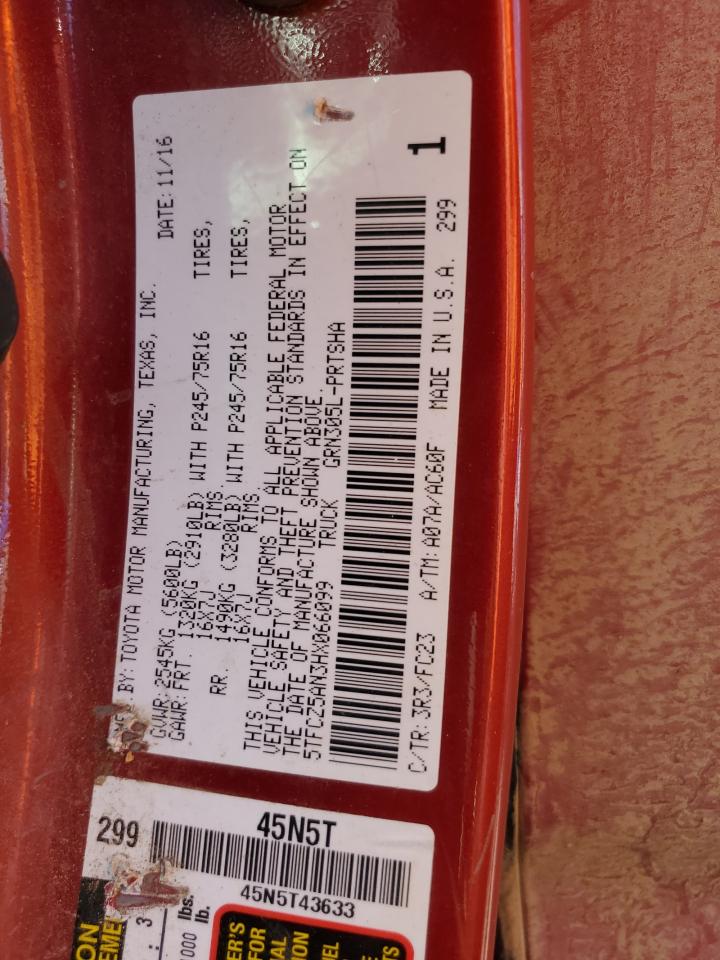 BY: TOYOTA MOTOR MANUFACTURING, TEXAS, INC.
GVWR: 2545KG (5600LB) DATE: 11/16
GAWR: FRT. 1320KG (2910LB) WITH P245/75R16 TIRES,
16X7J RIMS
RR. 1490KG (3280LB) WITH P245/75R16 TIRES,
16X7J RIMS
THIS VEHICLE CONFORMS TO ALL APPLICABLE FEDERAL MOTOR
VEHICLE SAFETY AND THEFT PREVENTION STANDARDS IN EFFECT ON
THE DATE OF MANUFACTURE SHOWN ABOVE.
5TFCZ5AN3HX066099 TRUCK GRN305L-PRTSHA
1
C/TR: 3R3/FC23 A/TM: A07A/AC60F MADE IN U.S.A. 299
299 45N5T
45N5T43633
: 3
lbs.
lb.